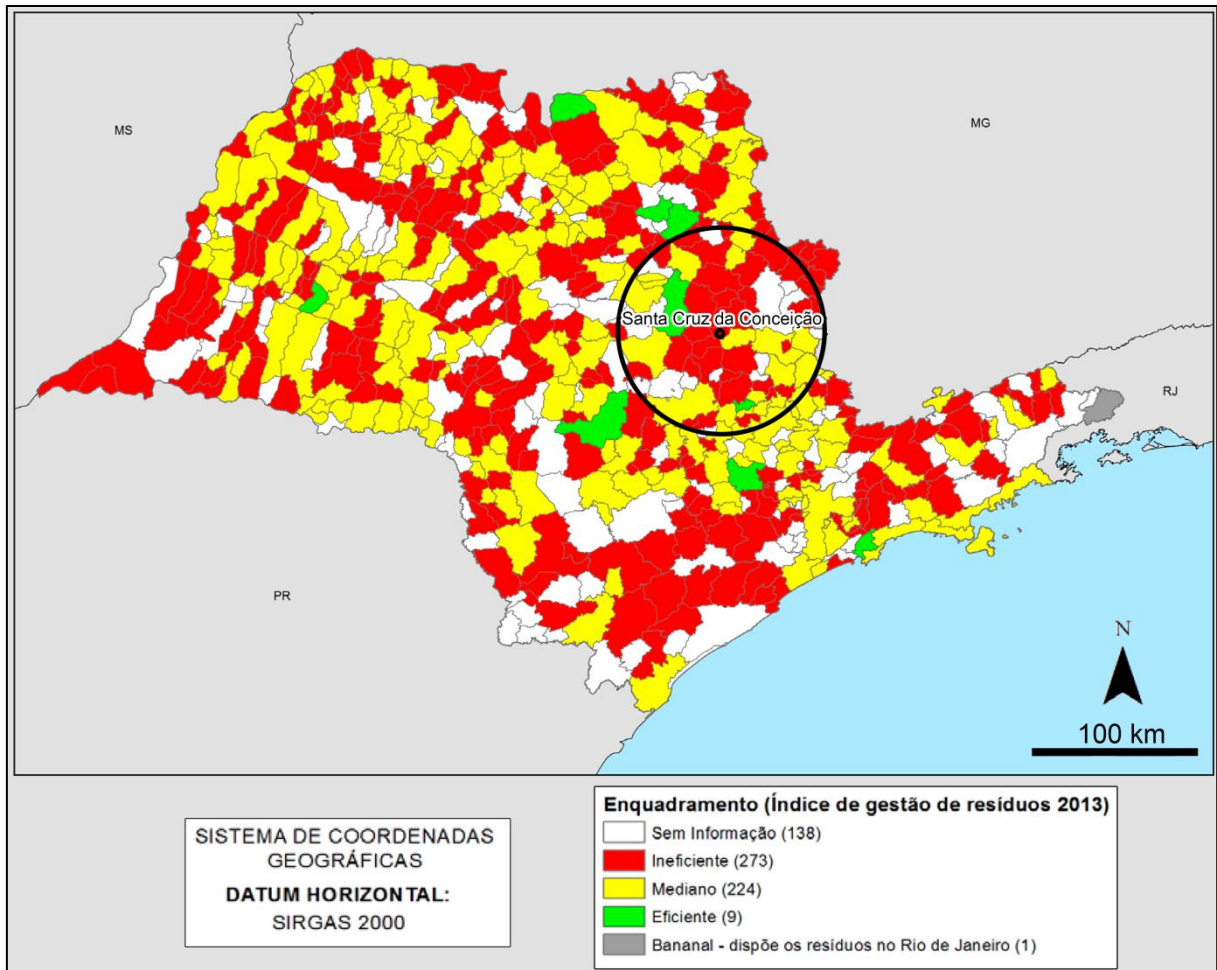 MS
MG
Santa Cruz da Conceição
RJ
PR
N
100 km
SISTEMA DE COORDENADAS
GEOGRÁFICAS
DATUM HORIZONTAL:
SIRGAS 2000
Enquadramento (Índice de gestão de resíduos 2013)
Sem Informação (138)
Ineficiente (273)
Mediano (224)
Eficiente (9)
Bananal - dispõe os resíduos no Rio de Janeiro (1)